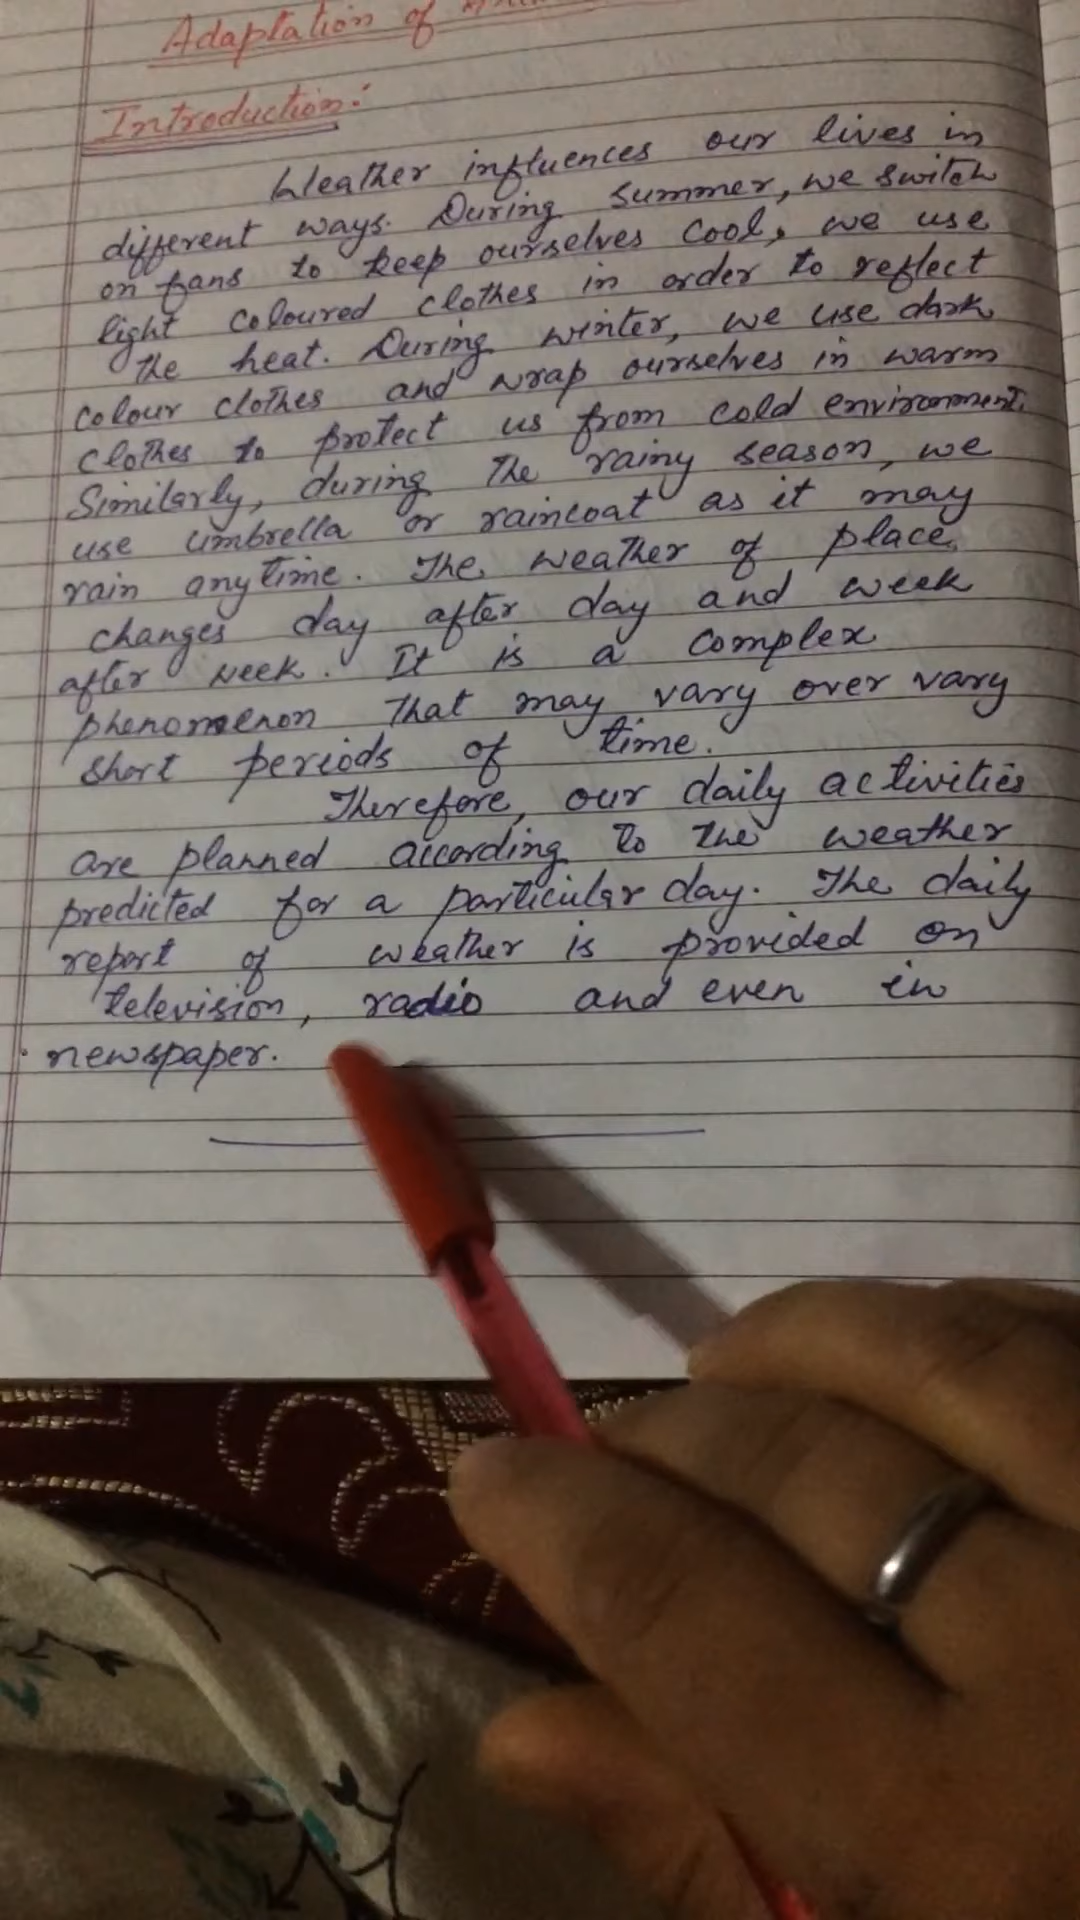 Adaptation of
Introduction:
Weather influences our lives in
different ways. During summer, we switch
on fans to keep ourselves cool, we use
light coloured clothes in order to reflect
the heat. During winter, we use dark
colour clothes and wrap ourselves in warm
clothes to protect us from cold environment.
Similarly, during the rainy season, we
use umbrella or raincoat as it may
rain anytime. The weather of place
changes day after day and week
after week. It is a complex
phenomenon that may vary over vary
short periods of time.
Therefore, our daily activities
are planned according to the weather
predicted for a particular day. The daily
report of weather is provided on
television, radio and even in
newspaper.